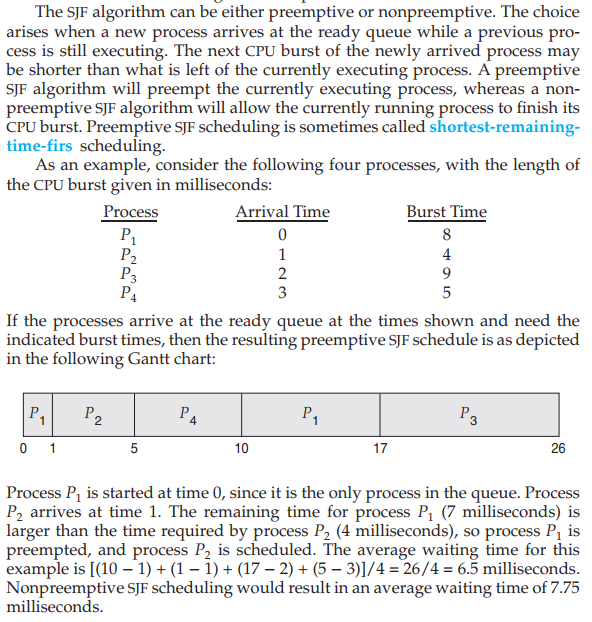 The SJF algorithm can be either preemptive or nonpreemptive. The choice
arises when a new process arrives at the ready queue while a previous pro-
cess is still executing. The next CPU burst of the newly arrived process may
be shorter than what is left of the currently executing process. A preemptive
SJF algorithm will preempt the currently executing process, whereas a non-
preemptive SJF algorithm will allow the currently running process to finish its
CPU burst. Preemptive SJF scheduling is sometimes called shortest-remaining-
time-firs scheduling.
As an example, consider the following four processes, with the length of
the CPU burst given in milliseconds:
Process Arrival Time Burst Time
P1 0 8
P2 1 4
P3 2 9
P4 3 5
If the processes arrive at the ready queue at the times shown and need the
indicated burst times, then the resulting preemptive SJF schedule is as depicted
in the following Gantt chart:
P1 P2 P4 P1 P3
0 1 5 10 17 26
Process P1 is started at time 0, since it is the only process in the queue. Process
P2 arrives at time 1. The remaining time for process P1 (7 milliseconds) is
larger than the time required by process P2 (4 milliseconds), so process P1 is
preempted, and process P2 is scheduled. The average waiting time for this
example is [(10 − 1) + (1 − 1) + (17 − 2) + (5 − 3)]/4 = 26/4 = 6.5 milliseconds.
Nonpreemptive SJF scheduling would result in an average waiting time of 7.75
milliseconds.